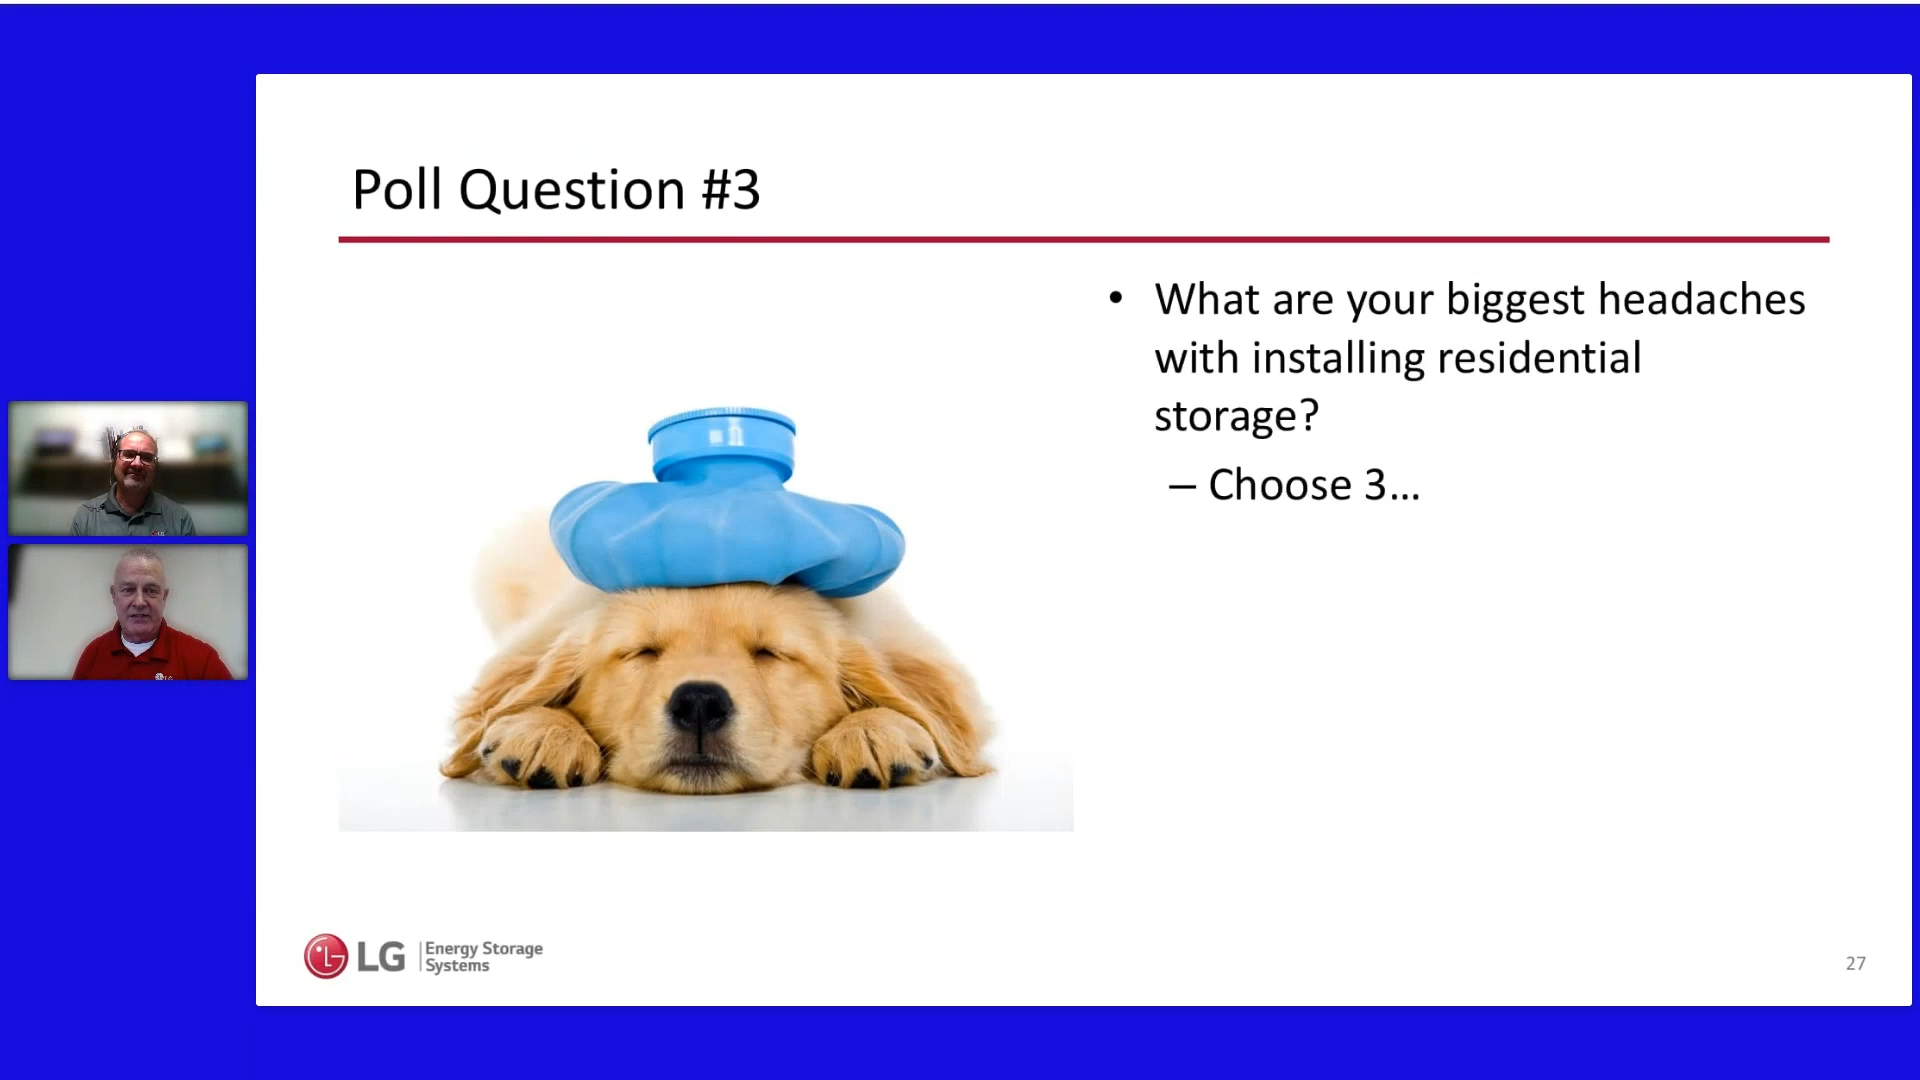 Poll Question #3
• What are your biggest headaches
with installing residential
storage?
– Choose 3...
LG
Energy Storage
Systems
27